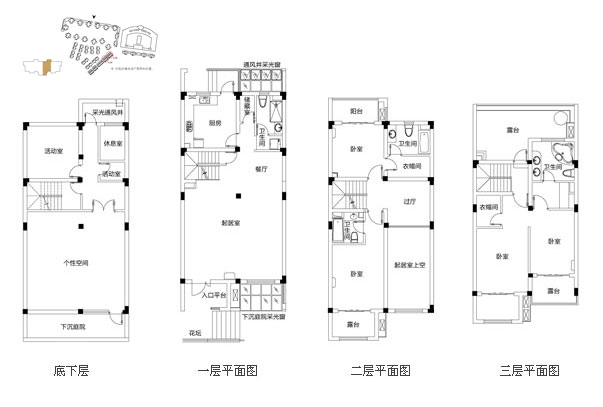 采光通风井
活动室
休息室
活动室
个性空间
下沉庭院
底下层
通风井采光窗
厨房
储藏室
卫生间
餐厅
起居室
入口平台
下沉庭院采光窗
花坛
一层平面图
阳台
卧室
卫生间
衣帽间
过厅
卫生间
卧室
起居室上空
露台
二层平面图
露台
卫生间
衣帽间
卧室
卧室
露台
三层平面图